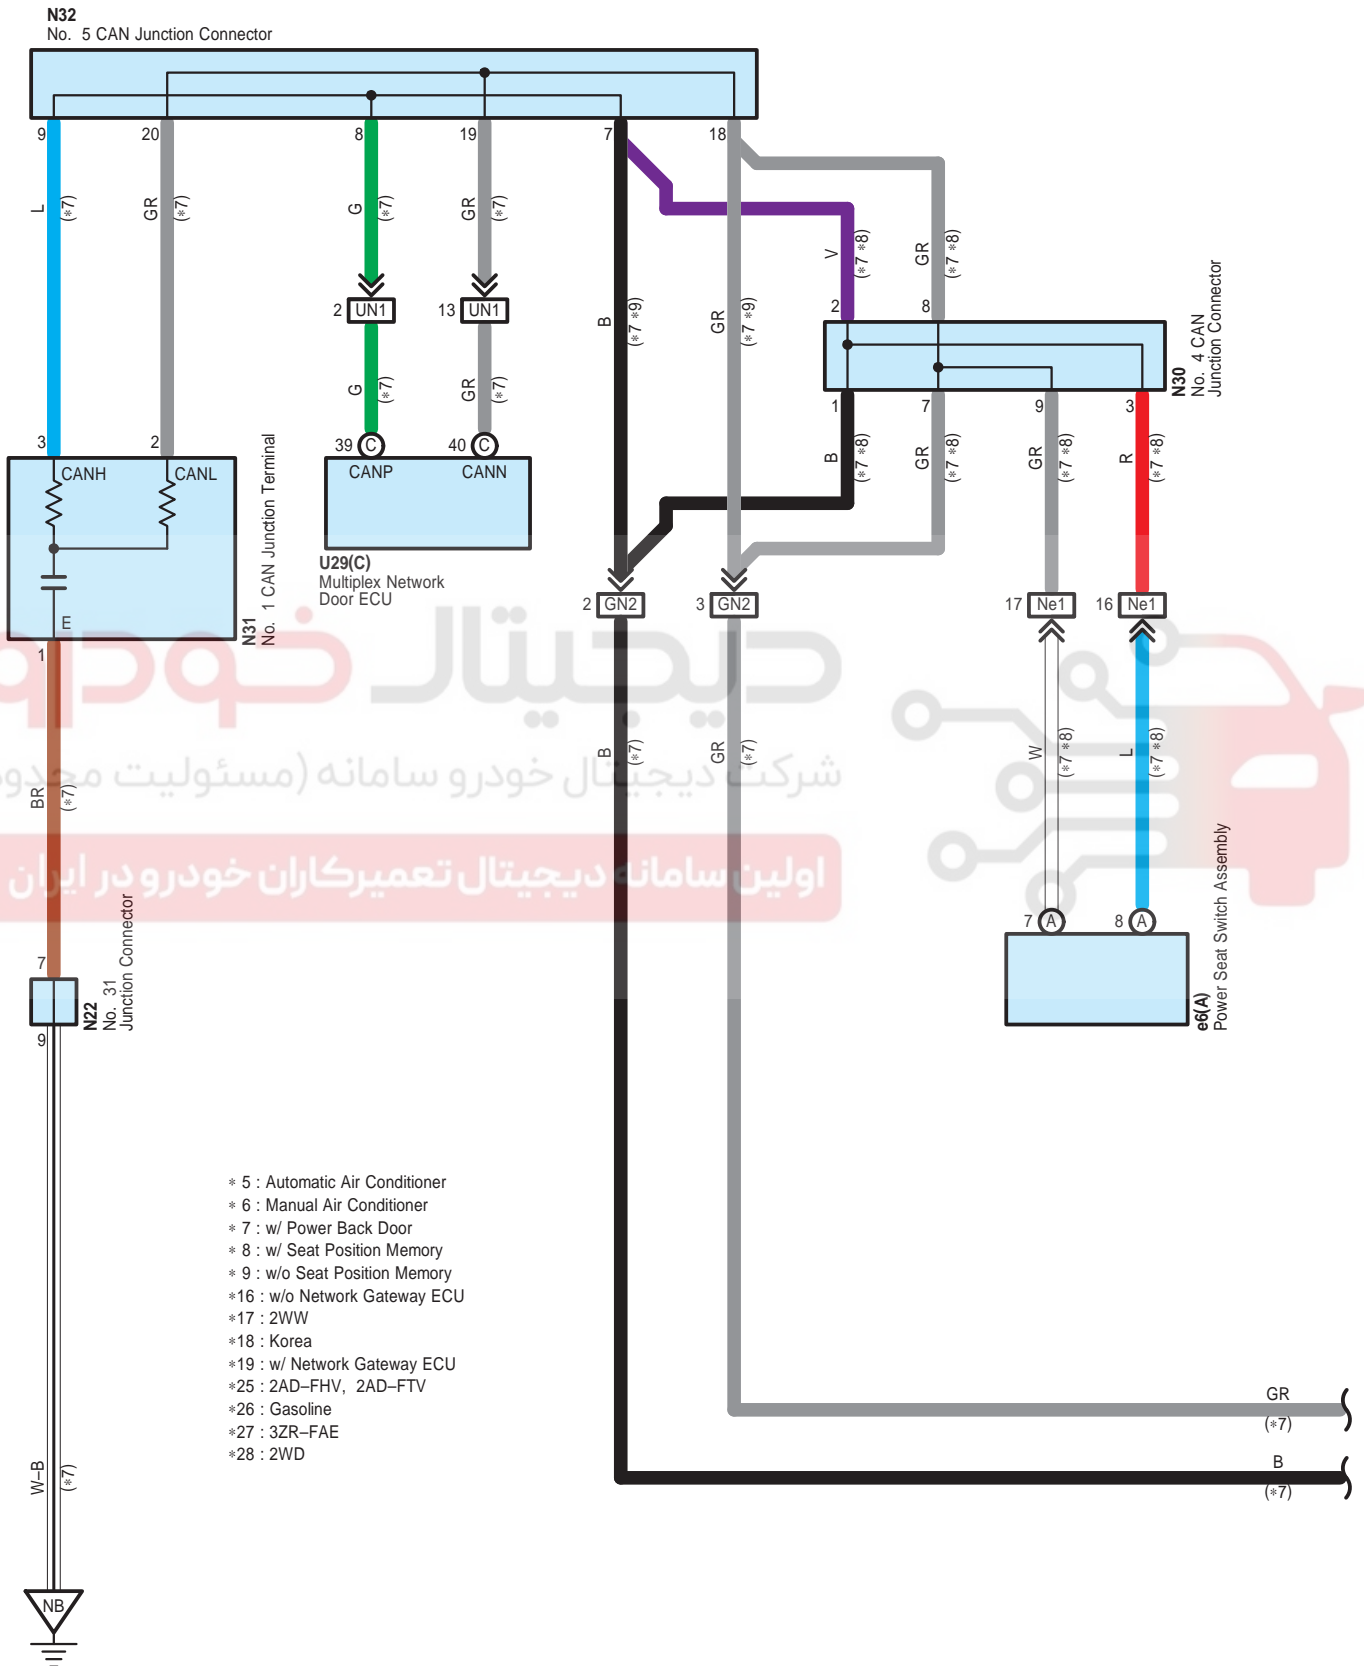 N32
No. 5 CAN Junction Connector
9
20
8
19
7
18
L
(*7)
GR
(*7)
G
(*7)
GR
(*7)
B
(*7 *9)
GR
(*7 *9)
V
(*7 *8)
GR
(*7 *8)
2 UN1
13 UN1
2
8
N30
No. 4 CAN
Junction Connector
G
(*7)
GR
(*7)
1
7
9
3
B
(*7 *8)
GR
(*7 *8)
GR
(*7 *8)
R
(*7 *8)
3
2
CANH
CANL
E
1
N31
No. 1 CAN Junction Terminal
39 C
40 C
CANP
CANN
U29(C)
Multiplex Network
Door ECU
2 GN2
3 GN2
17 Ne1
16 Ne1
دیجیتال خودرو
B
(*7)
GR
(*7)
W
(*7 *8)
L
(*7 *8)
شرکت دیجیتال خودرو سامانه (مسئولیت محدود
BR
(*7)
اولین سامانه دیجیتال تعمیرکاران خودرو در ایران
7
N22
No. 31
Junction Connector
9
7 A
8 A
e6(A)
Power Seat Switch Assembly
* 5 : Automatic Air Conditioner
* 6 : Manual Air Conditioner
* 7 : w/ Power Back Door
* 8 : w/ Seat Position Memory
* 9 : w/o Seat Position Memory
*16 : w/o Network Gateway ECU
*17 : 2WW
*18 : Korea
*19 : w/ Network Gateway ECU
*25 : 2AD–FHV, 2AD–FTV
*26 : Gasoline
*27 : 3ZR–FAE
*28 : 2WD
GR
(*7)
B
(*7)
W–B
(*7)
NB